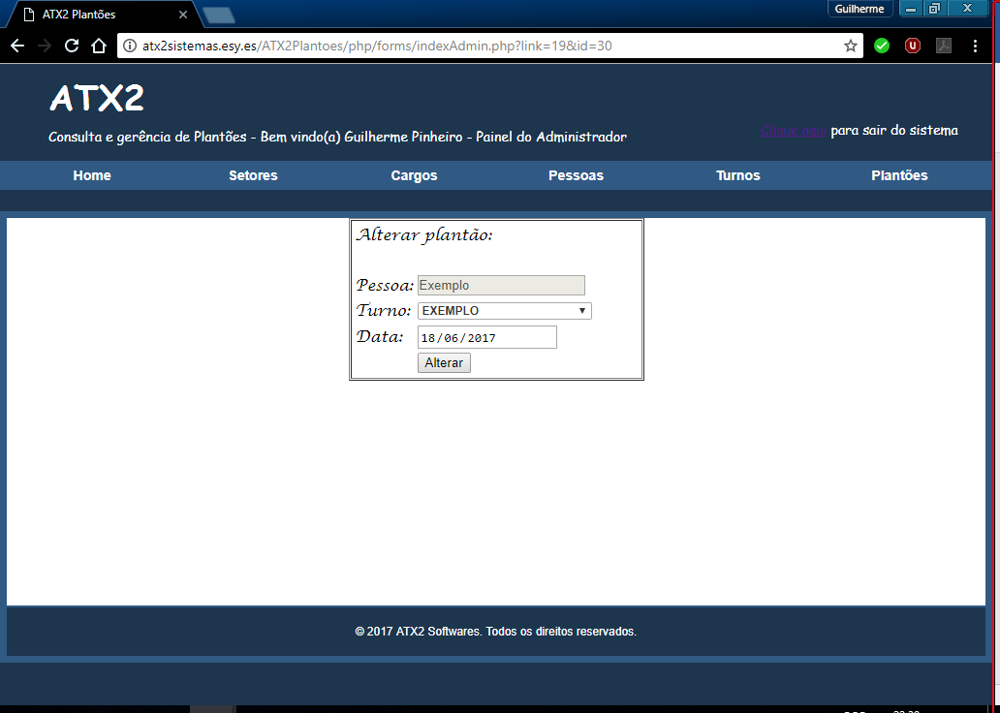 ATX2 Plantões
Guilherme
atx2sistemas.esy.es/ATX2Plantoes/php/forms/indexAdmin.php?link=19&id=30
ATX2
Consulta e gerência de Plantões - Bem vindo(a) Guilherme Pinheiro - Painel do Administrador
Clique aqui para sair do sistema
Home Setores Cargos Pessoas Turnos Plantões
Alterar plantão:
Pessoa: Exemplo
Turno: EXEMPLO
Data: 18/06/2017
Alterar
© 2017 ATX2 Softwares. Todos os direitos reservados.